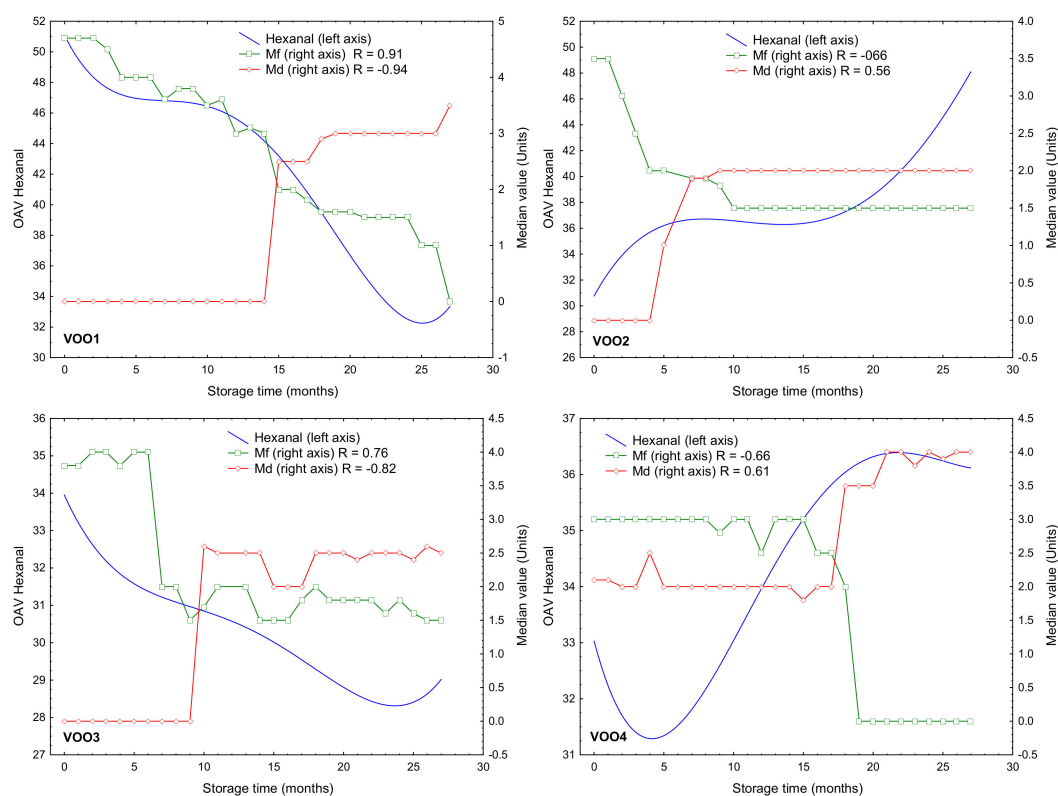 52
50
48
46
44
42
40
38
36
34
32
30
OAV Hexanal
Hexanal (left axis)
Mf (right axis) R = 0.91
Md (right axis) R = -0.94
5
4
3
2
1
0
-1
Median value (Units)
VOO1
0 5 10 15 20 25 30
Storage time (months)
52
50
48
46
44
42
40
38
36
34
32
30
28
26
OAV Hexanal
Hexanal (left axis)
Mf (right axis) R = -066
Md (right axis) R = 0.56
4.0
3.5
3.0
2.5
2.0
1.5
1.0
0.5
0.0
-0.5
Median value (Units)
VOO2
0 5 10 15 20 25 30
Storage time (months)
36
35
34
33
32
31
30
29
28
27
OAV Hexanal
Hexanal (left axis)
Mf (right axis) R = 0.76
Md (right axis) R = -0.82
4.5
4.0
3.5
3.0
2.5
2.0
1.5
1.0
0.5
0.0
-0.5
Median value (Units)
VOO3
0 5 10 15 20 25 30
Storage time (months)
37
36
35
34
33
32
31
OAV Hexanal
Hexanal (left axis)
Mf (right axis) R = -0.66
Md (right axis) R = 0.61
4.5
4.0
3.5
3.0
2.5
2.0
1.5
1.0
0.5
0.0
-0.5
Median value (Units)
VOO4
0 5 10 15 20 25 30
Storage time (months)